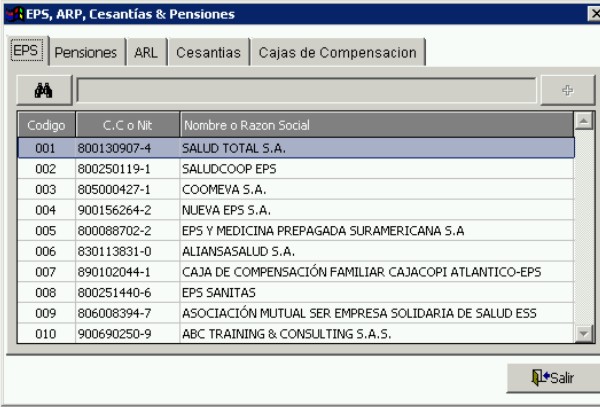 EPS, ARP, Cesantías & Pensiones
EPS Pensiones ARL Cesantias Cajas de Compensacion
Codigo C.C o Nit Nombre o Razon Social
001 800130907-4 SALUD TOTAL S.A.
002 800250119-1 SALUDCOOP EPS
003 805000427-1 COOMEVA S.A.
004 900156264-2 NUEVA EPS S.A.
005 800088702-2 EPS Y MEDICINA PREPAGADA SURAMERICANA S.A
006 830113831-0 ALIANSASALUD S.A.
007 890102044-1 CAJA DE COMPENSACIÓN FAMILIAR CAJACOPI ATLANTICO-EPS
008 800251440-6 EPS SANITAS
009 806008394-7 ASOCIACIÓN MUTUAL SER EMPRESA SOLIDARIA DE SALUD ESS
010 900690250-9 ABC TRAINING & CONSULTING S.A.S.
Salir